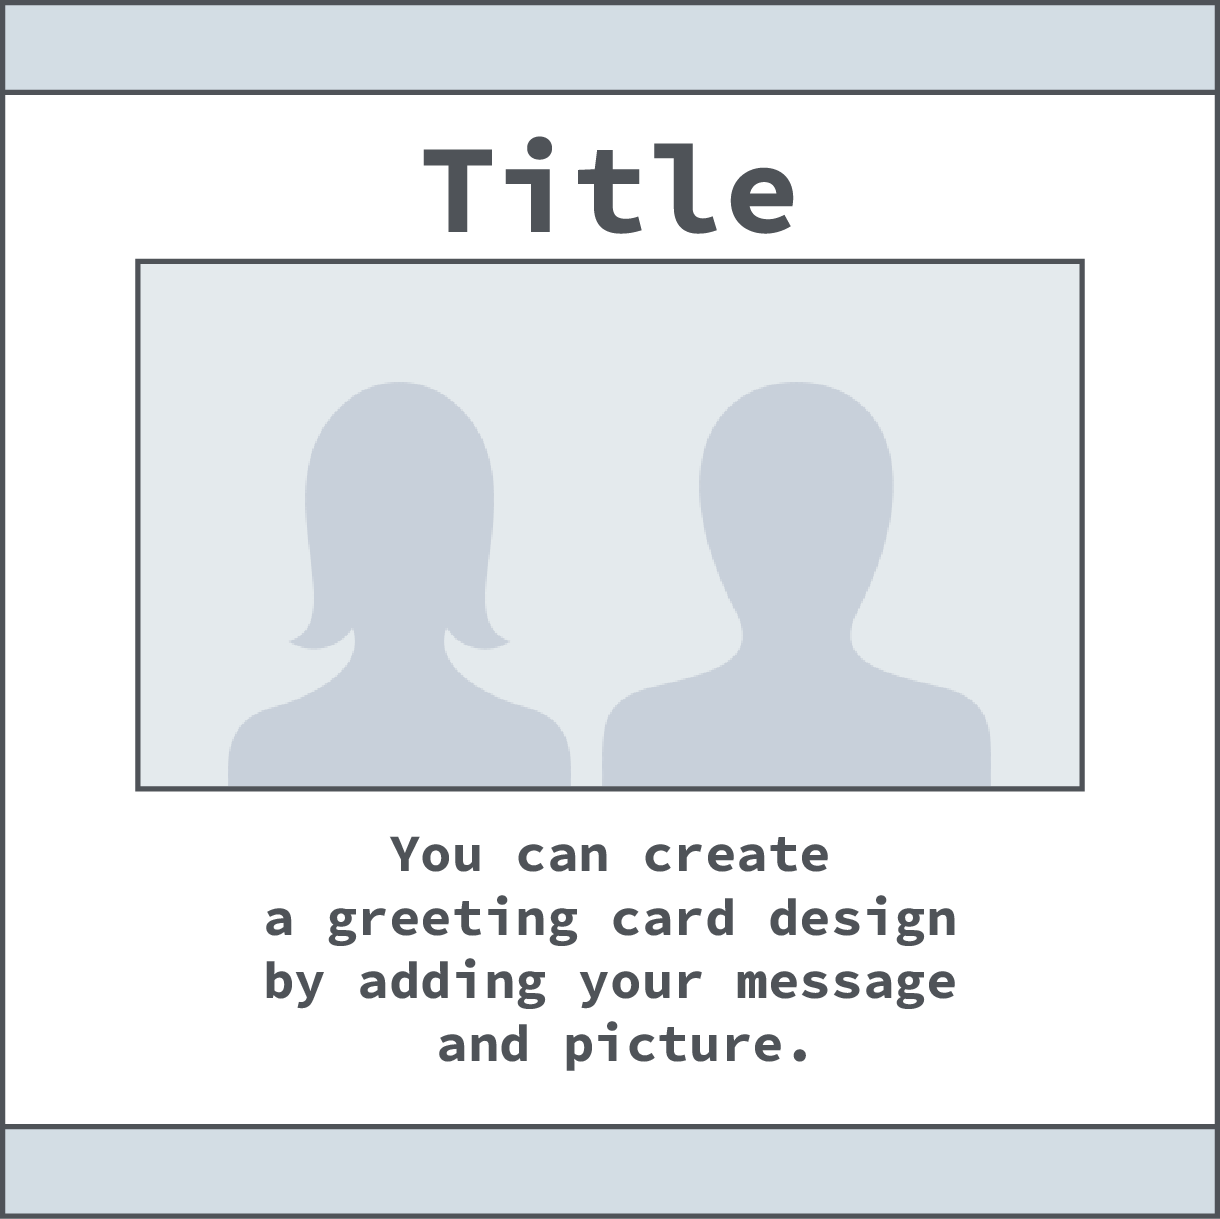 Title
You can create
a greeting card design
by adding your message
and picture.